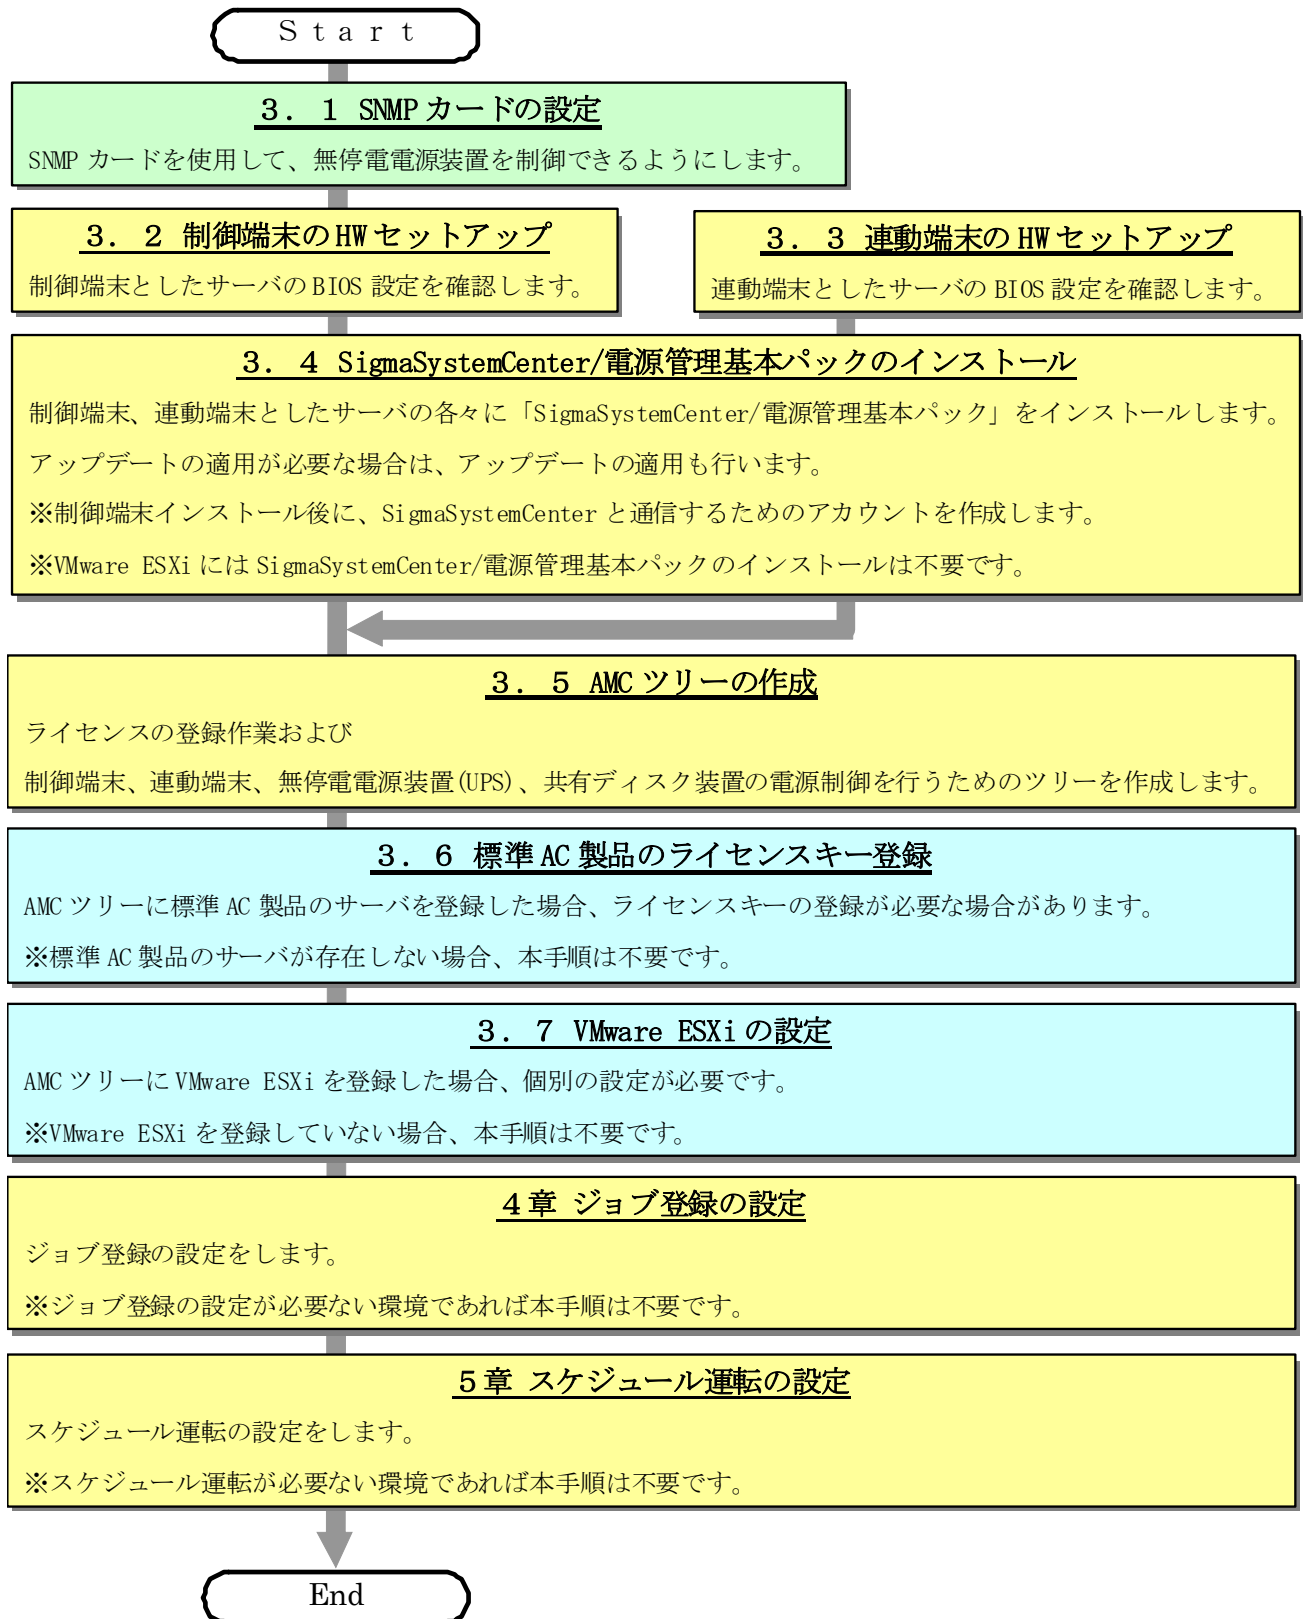 Ｓｔａｒｔ
３．１ SNMP カードの設定
SNMP カードを使用して、無停電電源装置を制御できるようにします。
３．２ 制御端末の HW セットアップ
制御端末としたサーバの BIOS 設定を確認します。
３．３ 連動端末の HW セットアップ
連動端末としたサーバの BIOS 設定を確認します。
３．４ SigmaSystemCenter/電源管理基本パックのインストール
制御端末、連動端末としたサーバの各々に「SigmaSystemCenter/電源管理基本パック」をインストールします。
アップデートの適用が必要な場合は、アップデートの適用も行います。
※制御端末インストール後に、SigmaSystemCenter と通信するためのアカウントを作成します。
※VMware ESXi には SigmaSystemCenter/電源管理基本パックのインストールは不要です。
３．５ AMC ツリーの作成
ライセンスの登録作業および
制御端末、連動端末、無停電電源装置(UPS)、共有ディスク装置の電源制御を行うためのツリーを作成します。
３．６ 標準 AC 製品のライセンスキー登録
AMC ツリーに標準 AC 製品のサーバを登録した場合、ライセンスキーの登録が必要な場合があります。
※標準 AC 製品のサーバが存在しない場合、本手順は不要です。
３．７ VMware ESXi の設定
AMC ツリーに VMware ESXi を登録した場合、個別の設定が必要です。
※VMware ESXi を登録していない場合、本手順は不要です。
４章 ジョブ登録の設定
ジョブ登録の設定をします。
※ジョブ登録の設定が必要ない環境であれば本手順は不要です。
５章 スケジュール運転の設定
スケジュール運転の設定をします。
※スケジュール運転が必要ない環境であれば本手順は不要です。
End